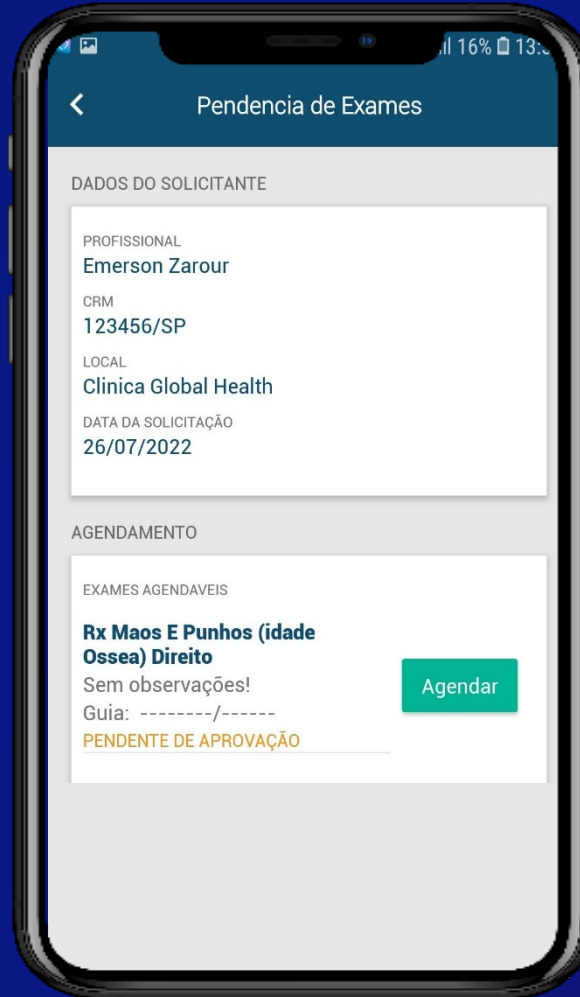 16% 13:
Pendencia de Exames
DADOS DO SOLICITANTE
PROFISSIONAL
Emerson Zarour
CRM
123456/SP
LOCAL
Clinica Global Health
DATA DA SOLICITAÇÃO
26/07/2022
AGENDAMENTO
EXAMES AGENDAVEIS
Rx Maos E Punhos (idade
Ossea) Direito
Sem observações!
Agendar
Guia: --------/------
PENDENTE DE APROVAÇÃO